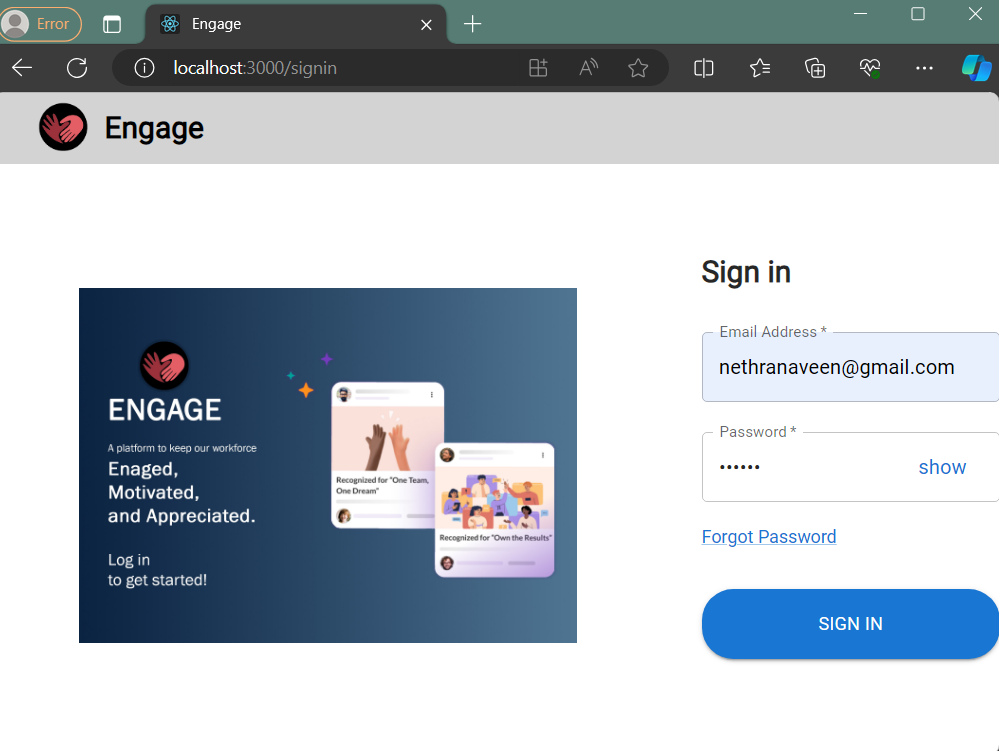 Error
Engage
localhost:3000/signin
Engage
Sign in
Email Address *
nethranaveen@gmail.com
Password *
••••••
show
Forgot Password
SIGN IN
ENGAGE
A platform to keep our workforce
Enaged,
Motivated,
and Appreciated.
Log in
to get started!
Recognized for "One Team,
One Dream"
Recognized for "Own the Results"